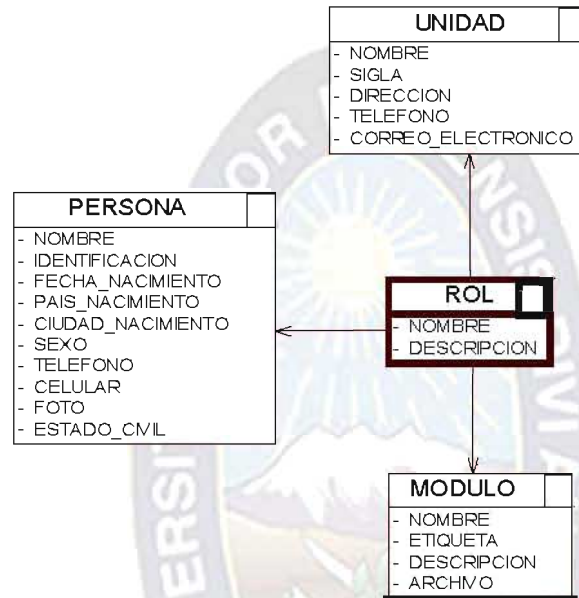 UNIDAD
- NOMBRE
- SIGLA
- DIRECCION
- TELEFONO
- CORREO_ELECTRONICO
PERSONA
- NOMBRE
- IDENTIFICACION
- FECHA_NACIMIENTO
- PAIS_NACIMIENTO
- CIUDAD_NACIMIENTO
- SEXO
- TELEFONO
- CELULAR
- FOTO
- ESTADO_CIVIL
ROL
- NOMBRE
- DESCRIPCION
MODULO
- NOMBRE
- ETIQUETA
- DESCRIPCION
- ARCHIVO